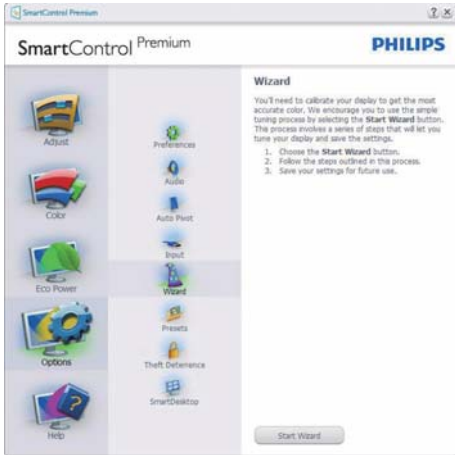 SmartControl Premium
? X
SmartControl Premium
PHILIPS
Adjust
Color
Eco Power
Options
Help
Preferences
Audio
Auto Pivot
Input
Wizard
Presets
Theft Deterrence
SmartDesktop
Wizard
You'll need to calibrate your display to get the most
accurate color. We encourage you to use the simple
tuning process by selecting the Start Wizard button.
This process involves a series of steps that will let you
tune your display and save the settings.
1. Choose the Start Wizard button.
2. Follow the steps outlined in this process.
3. Save your settings for future use.
Start Wizard